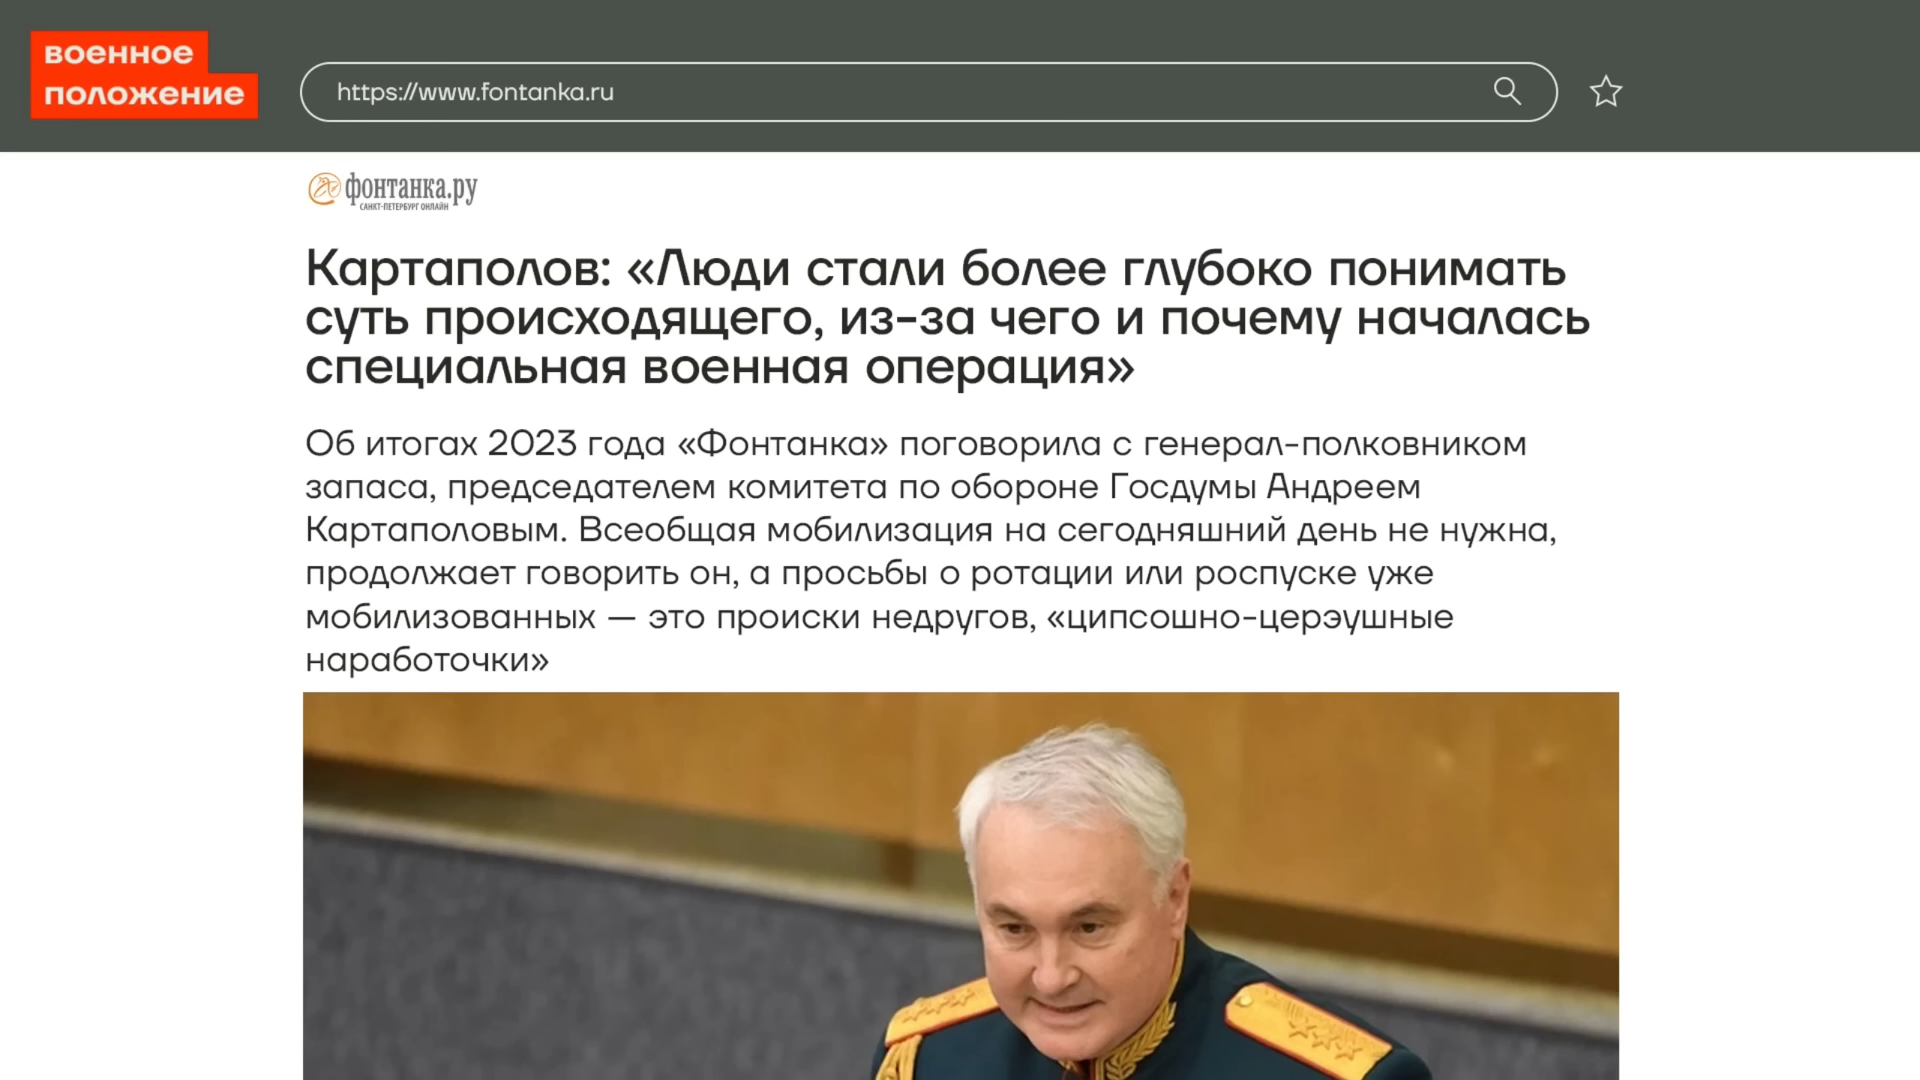 военное
положение
https://www.fontanka.ru
фонтанка.ру
САНКТ-ПЕТЕРБУРГ ОНЛАЙН
Картаполов: «Люди стали более глубоко понимать
суть происходящего, из-за чего и почему началась
специальная военная операция»
Об итогах 2023 года «Фонтанка» поговорила с генерал-полковником
запаса, председателем комитета по обороне Госдумы Андреем
Картаполовым. Всеобщая мобилизация на сегодняшний день не нужна,
продолжает говорить он, а просьбы о ротации или роспуске уже
мобилизованных — это происки недругов, «ципсошно-церэушные
наработочки»